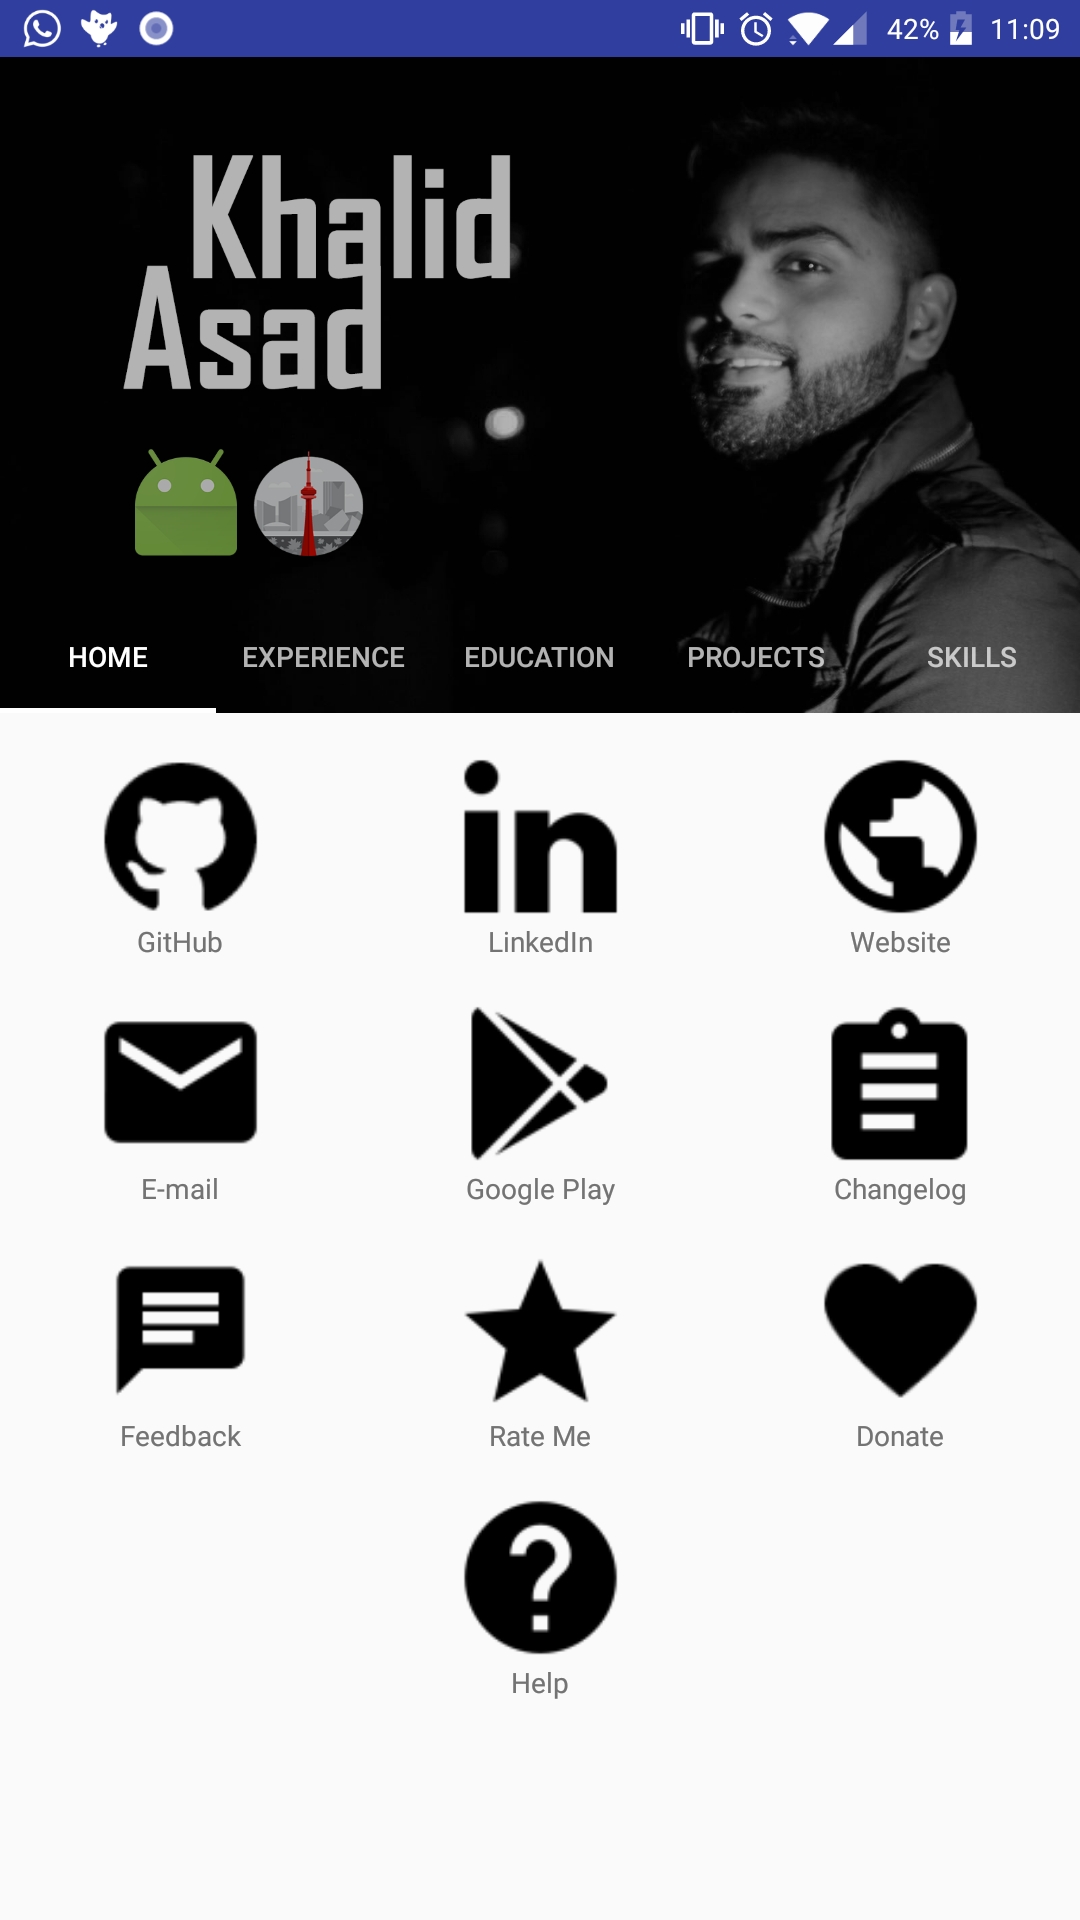 42% 11:09
Khalid
Asad
HOME EXPERIENCE EDUCATION PROJECTS SKILLS
GitHub LinkedIn Website
E-mail Google Play Changelog
Feedback Rate Me Donate
Help